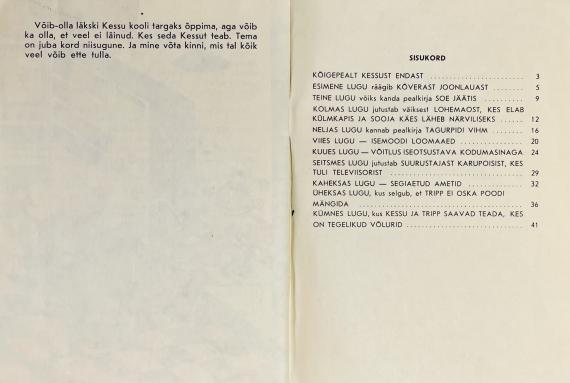 Võib-olla läkski Kessu kooli targaks õppima, aga võib
ka olla, et veel ei läinud. Kes seda Kessut teab. Tema
on juba kord niisugune. Ja mine võta kinni, mis tal kõik
veel võib ette tulla.
SISUKORD
KÕIGEPEALT KESSUST ENDAST . . . . . . . . . . . . . . . . . . 3
ESIMENE LUGU räägib KÕVERAST JOONLAUAST . . . . . . . 5
TEINE LUGU võiks kanda pealkirja SOE JÄÄTIS . . . . . . . . 9
KOLMAS LUGU jutustab väiksest LOHEMAOST, KES ELAB
KÜLMKAPIS JA SOOJA KÄES LÄHEB NÄRVILISEKS . . . . . 12
NELJAS LUGU kannab pealkirja TAGURPIDI VIHM . . . . . . . 16
VIIES LUGU — ISEMOODI LOOMAAED . . . . . . . . . . . . 20
KUUES LUGU — VÕITLUS ISEOTSUSTAVA KODUMASINAGA 24
SEITSMES LUGU jutustab SUURUSTAJAST KARUPOISIST, KES
TULI TELEVIISORIST . . . . . . . . . . . . . . . . . . . . . . 29
KAHEKSAS LUGU — SEGIAETUD AMETID . . . . . . . . . . . 32
ÜHEKSAS LUGU, kus selgub, et TRIPP EI OSKA POODI
MÄNGIDA . . . . . . . . . . . . . . . . . . . . . . . . . . . 36
KÜMNES LUGU, kus KESSU JA TRIPP SAAVAD TEADA, KES
ON TEGELIKUD VÕLURID . . . . . . . . . . . . . . . . . . . . 41